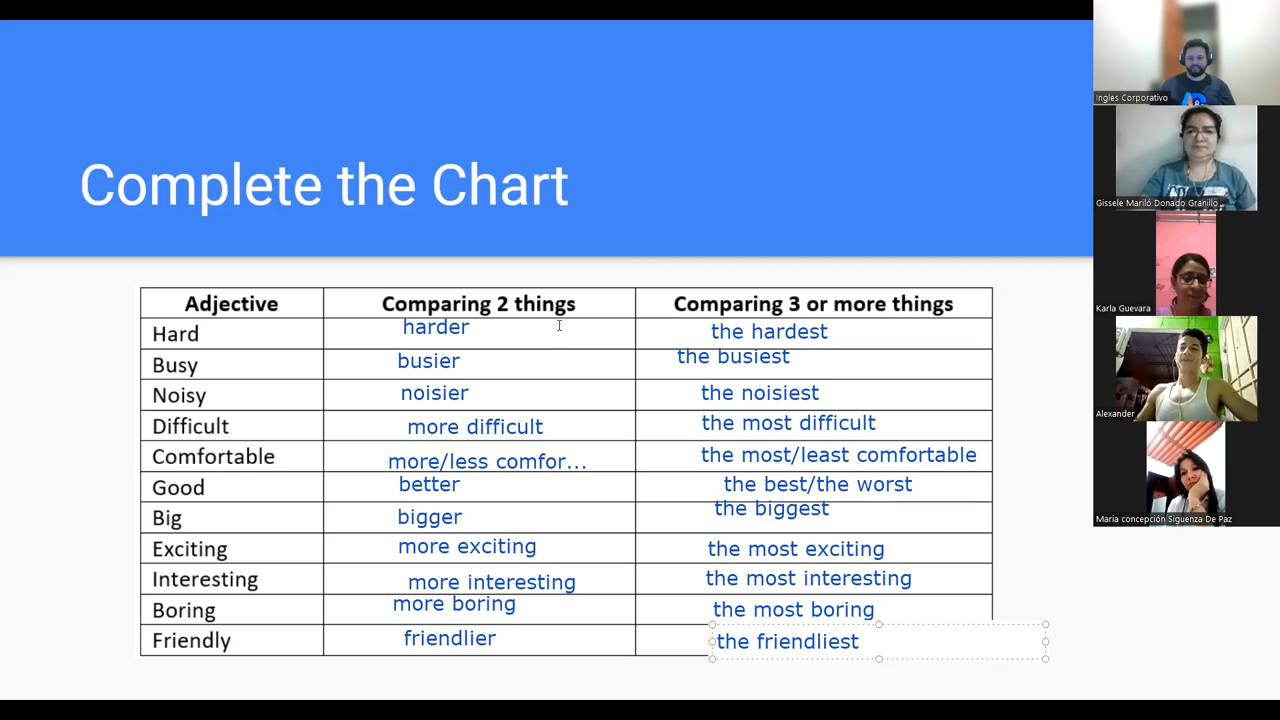 Complete the Chart
Adjective Comparing 2 things Comparing 3 or more things
Hard harder the hardest
Busy busier the busiest
Noisy noisier the noisiest
Difficult more difficult the most difficult
Comfortable more/less comfor... the most/least comfortable
Good better the best/the worst
Big bigger the biggest
Exciting more exciting the most exciting
Interesting more interesting the most interesting
Boring more boring the most boring
Friendly friendlier the friendliest
Ingles Corporativo
Gissele Mariló Donado Granillo
Karla Guevara
Alexander
Maria concepción Siguenza De Paz